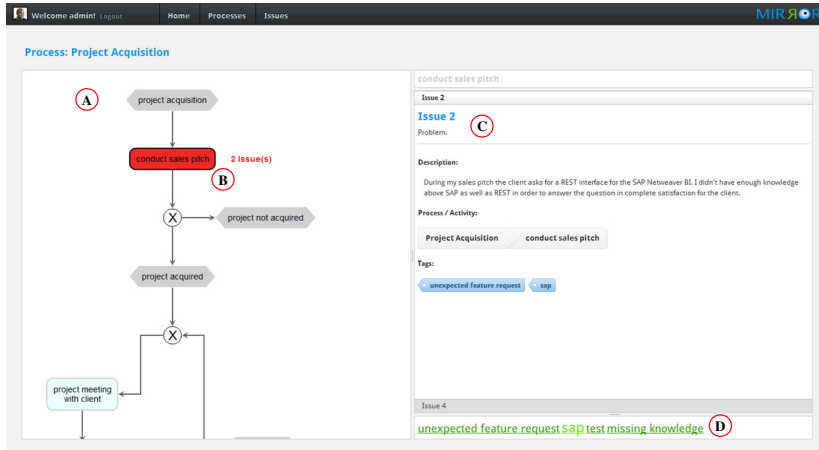 Welcome admin! Logout Home Processes Issues MIRЯOR
Process: Project Acquisition
A
project acquisition
conduct sales pitch
2 Issue(s)
B
X
project not acquired
project acquired
X
project meeting
with client
conduct sales pitch
Issue 2
Issue 2
C
Problem.
Description:
During my sales pitch the client asks for a REST interface for the SAP Netweaver BI. I didn't have enough knowledge
above SAP as well as REST in order to answer the question in complete satisfaction for the client.
Process / Activity:
Project Acquisition conduct sales pitch
Tags:
unexpected feature request sap
Issue 4
unexpected feature request sap test missing knowledge
D